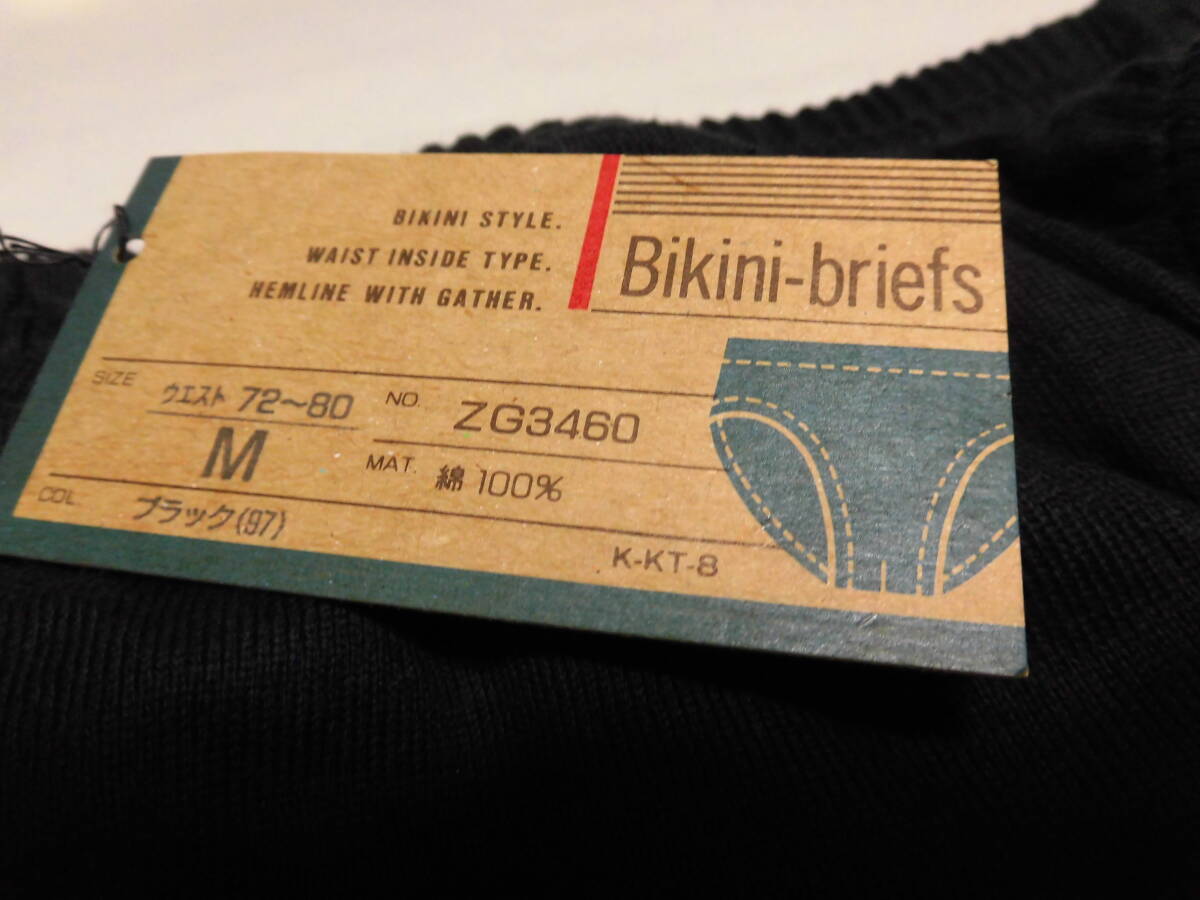 BIKINI STYLE.
WAIST INSIDE TYPE.
HEMLINE WITH GATHER.
Bikini-briefs
SIZE ウエスト 72〜80
M
NO. ZG3460
MAT. 綿 100%
COL ブラック(97)
K-KT-8